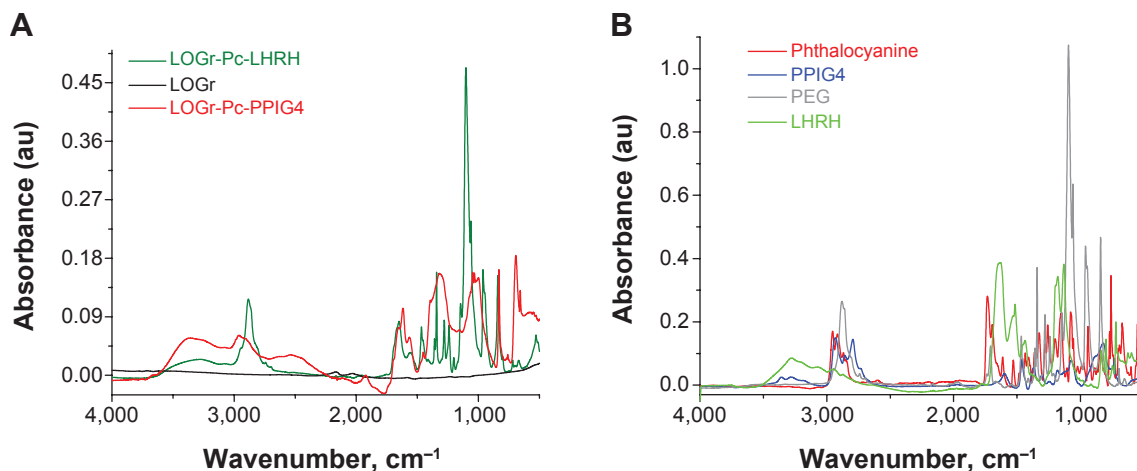 A
LOGr-Pc-LHRH
LOGr
LOGr-Pc-PPIG4
0.45
0.36
0.27
0.18
0.09
0.00
Absorbance (au)
4,000 3,000 2,000 1,000
Wavenumber, cm⁻¹
B
Phthalocyanine
PPIG4
PEG
LHRH
1.0
0.8
0.6
0.4
0.2
0.0
Absorbance (au)
4,000 3,000 2,000 1,000
Wavenumber, cm⁻¹